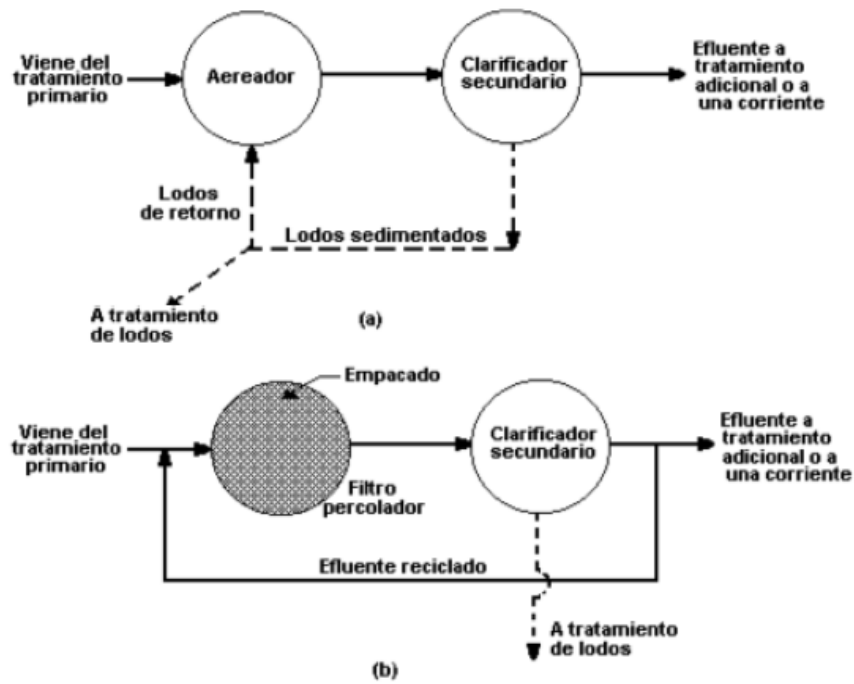 Viene del
tratamiento
primario
Aereador
Clarificador
secundario
Efluente a
tratamiento
adicional o a
una corriente
Lodos
de retorno
Lodos sedimentados
A tratamiento
de lodos
(a)
Empacado
Viene del
tratamiento
primario
Filtro
percolador
Clarificador
secundario
Efluente a
tratamiento
adicional o a
una corriente
Efluente reciclado
A tratamiento
de lodos
(b)